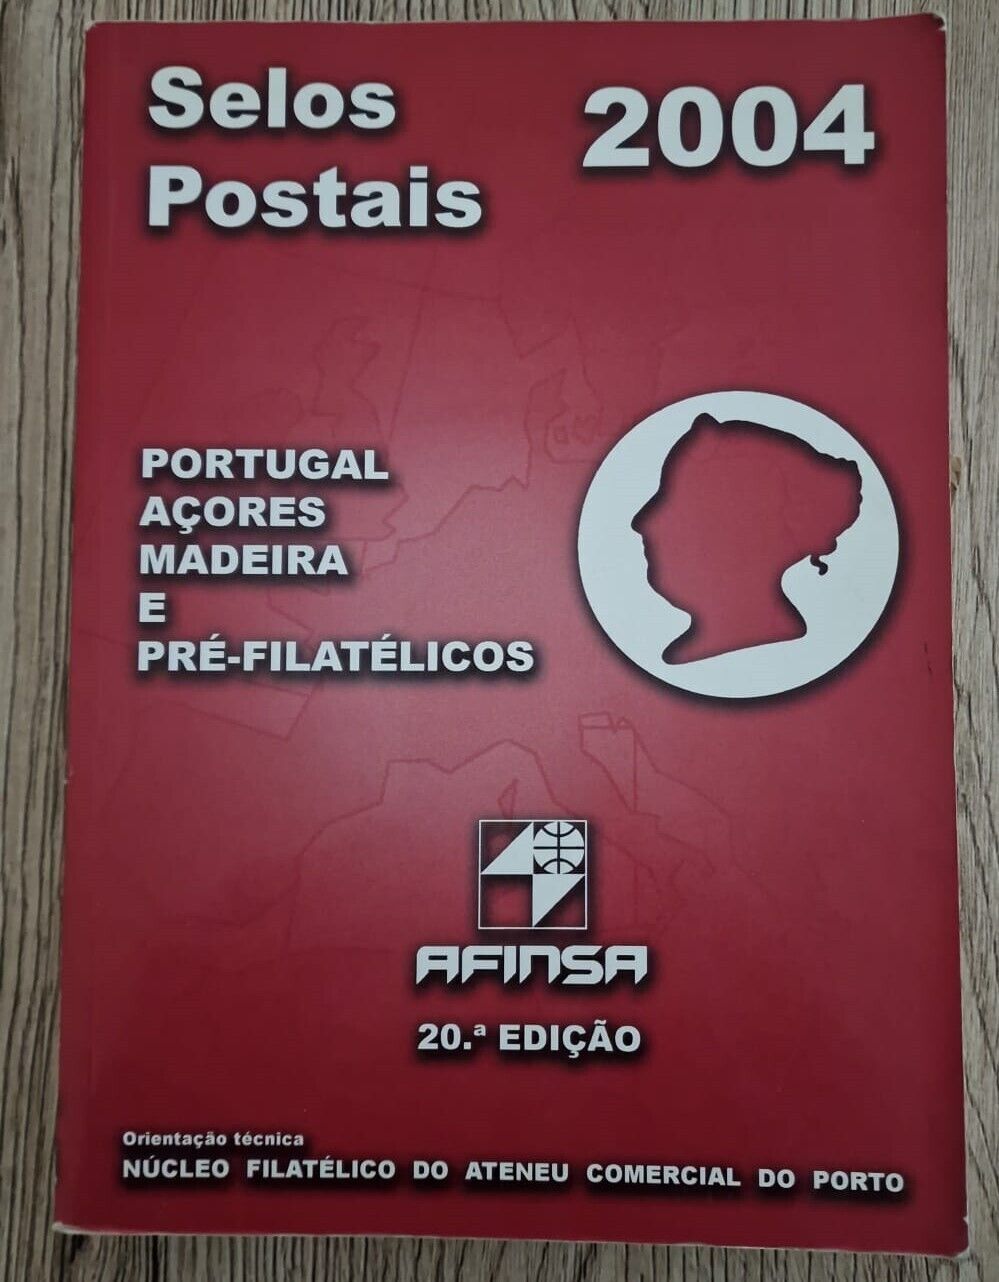 Selos
Postais
2004
PORTUGAL
AÇORES
MADEIRA
E
PRÉ-FILATÉLICOS
AFINSA
20.ª EDIÇÃO
Orientação técnica
NÚCLEO FILATÉLICO DO ATENEU COMERCIAL DO PORTO